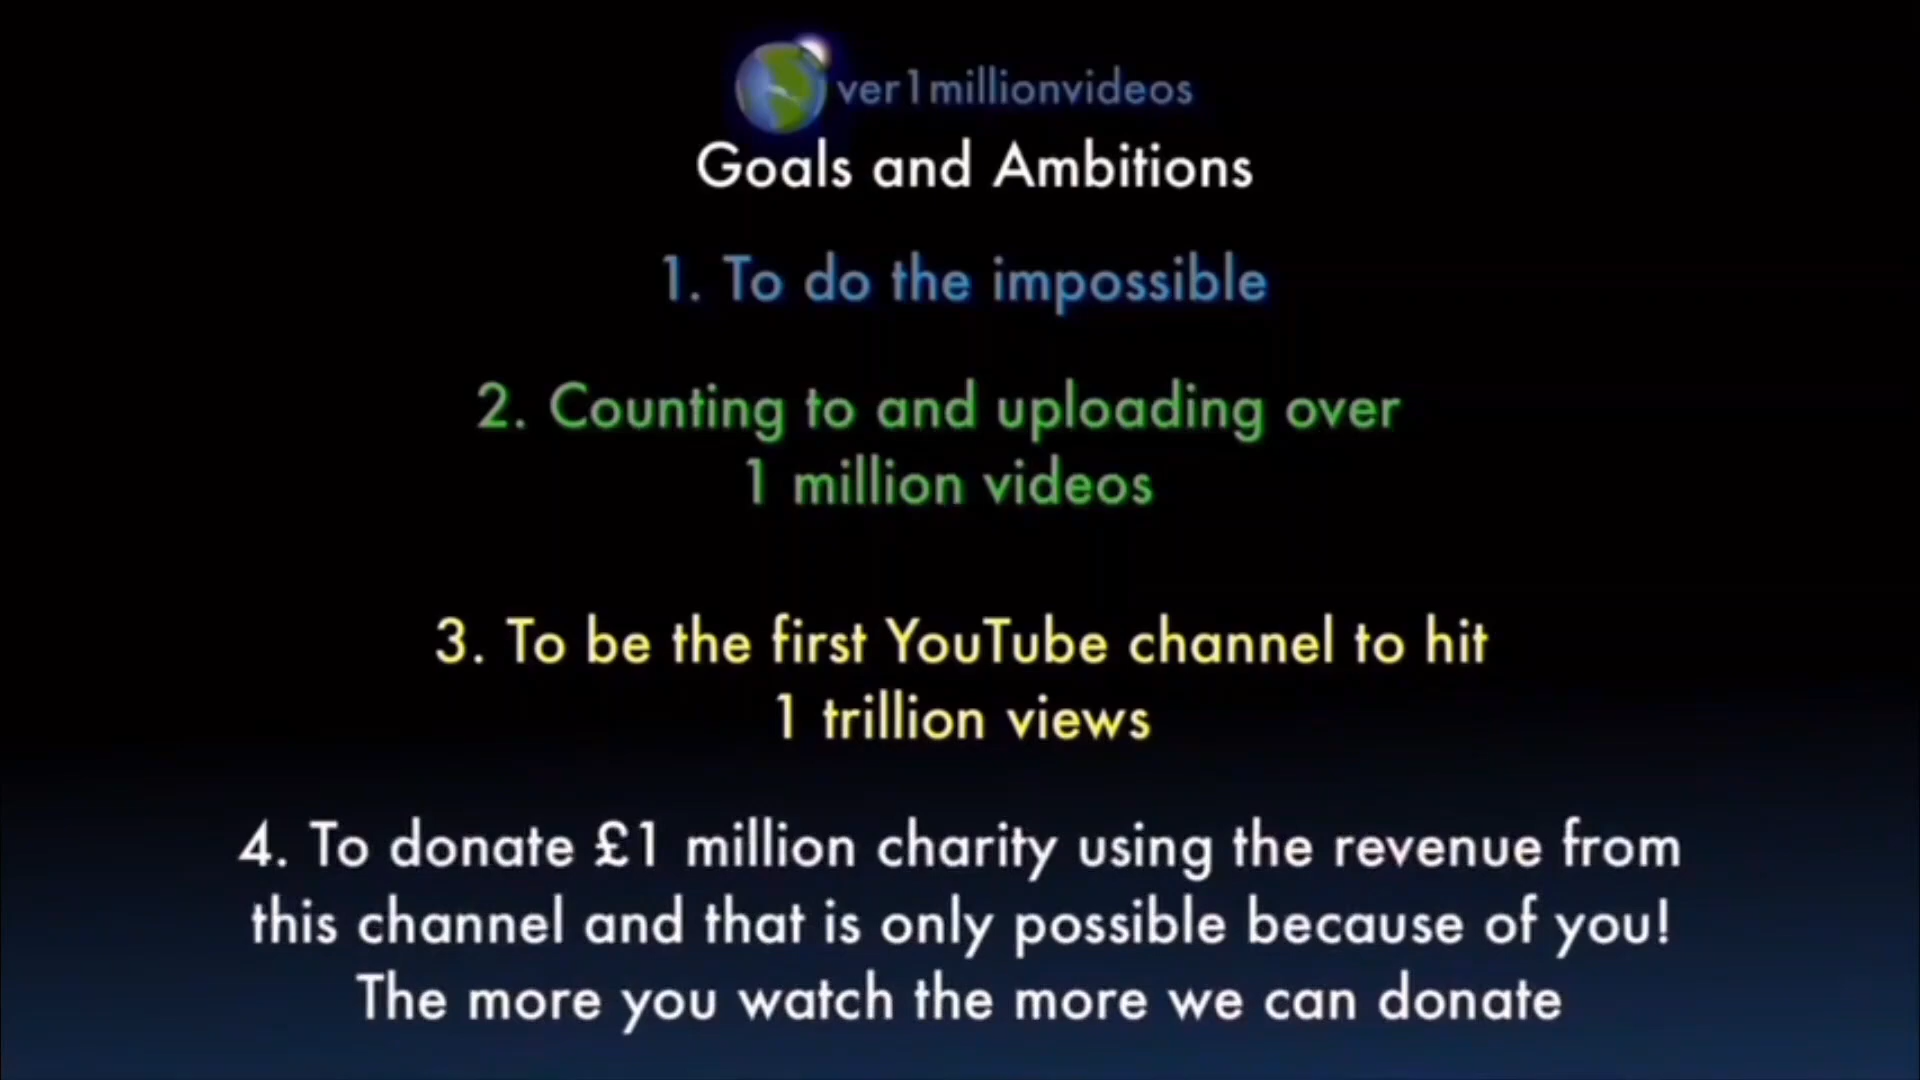 ver1millionvideos
Goals and Ambitions
1. To do the impossible
2. Counting to and uploading over
1 million videos
3. To be the first YouTube channel to hit
1 trillion views
4. To donate £1 million charity using the revenue from
this channel and that is only possible because of you!
The more you watch the more we can donate